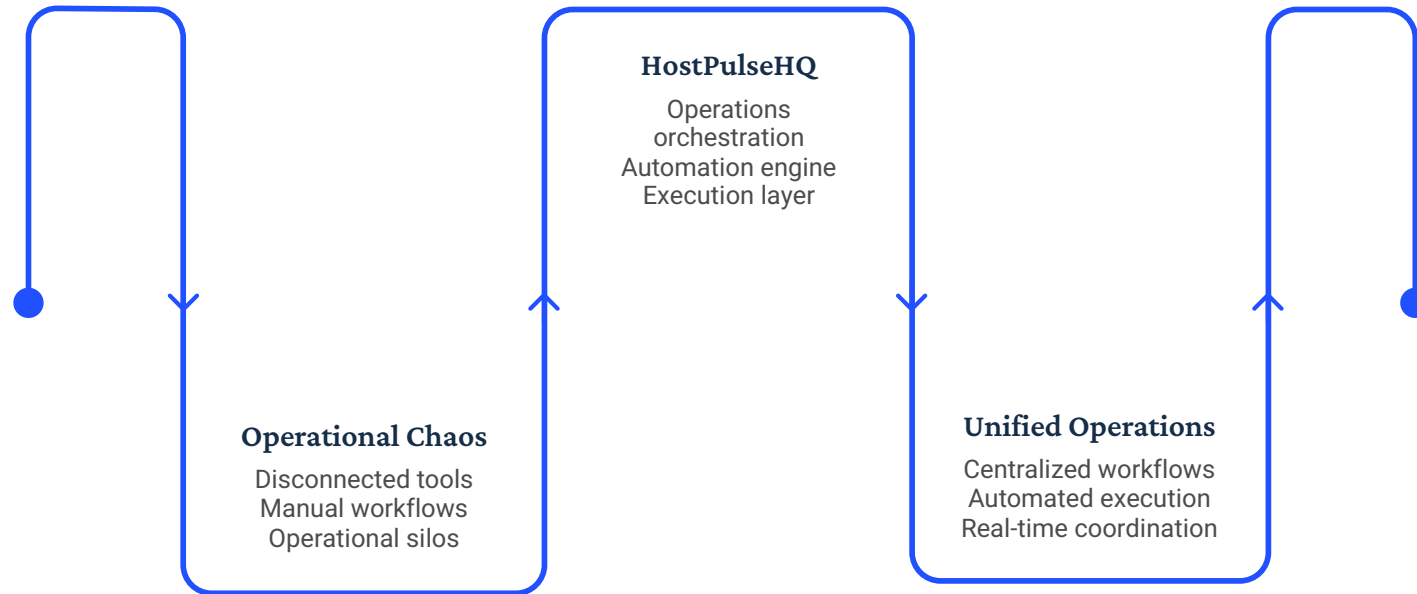 HostPulseHQ
Operations
orchestration
Automation engine
Execution layer
Operational Chaos
Disconnected tools
Manual workflows
Operational silos
Unified Operations
Centralized workflows
Automated execution
Real-time coordination